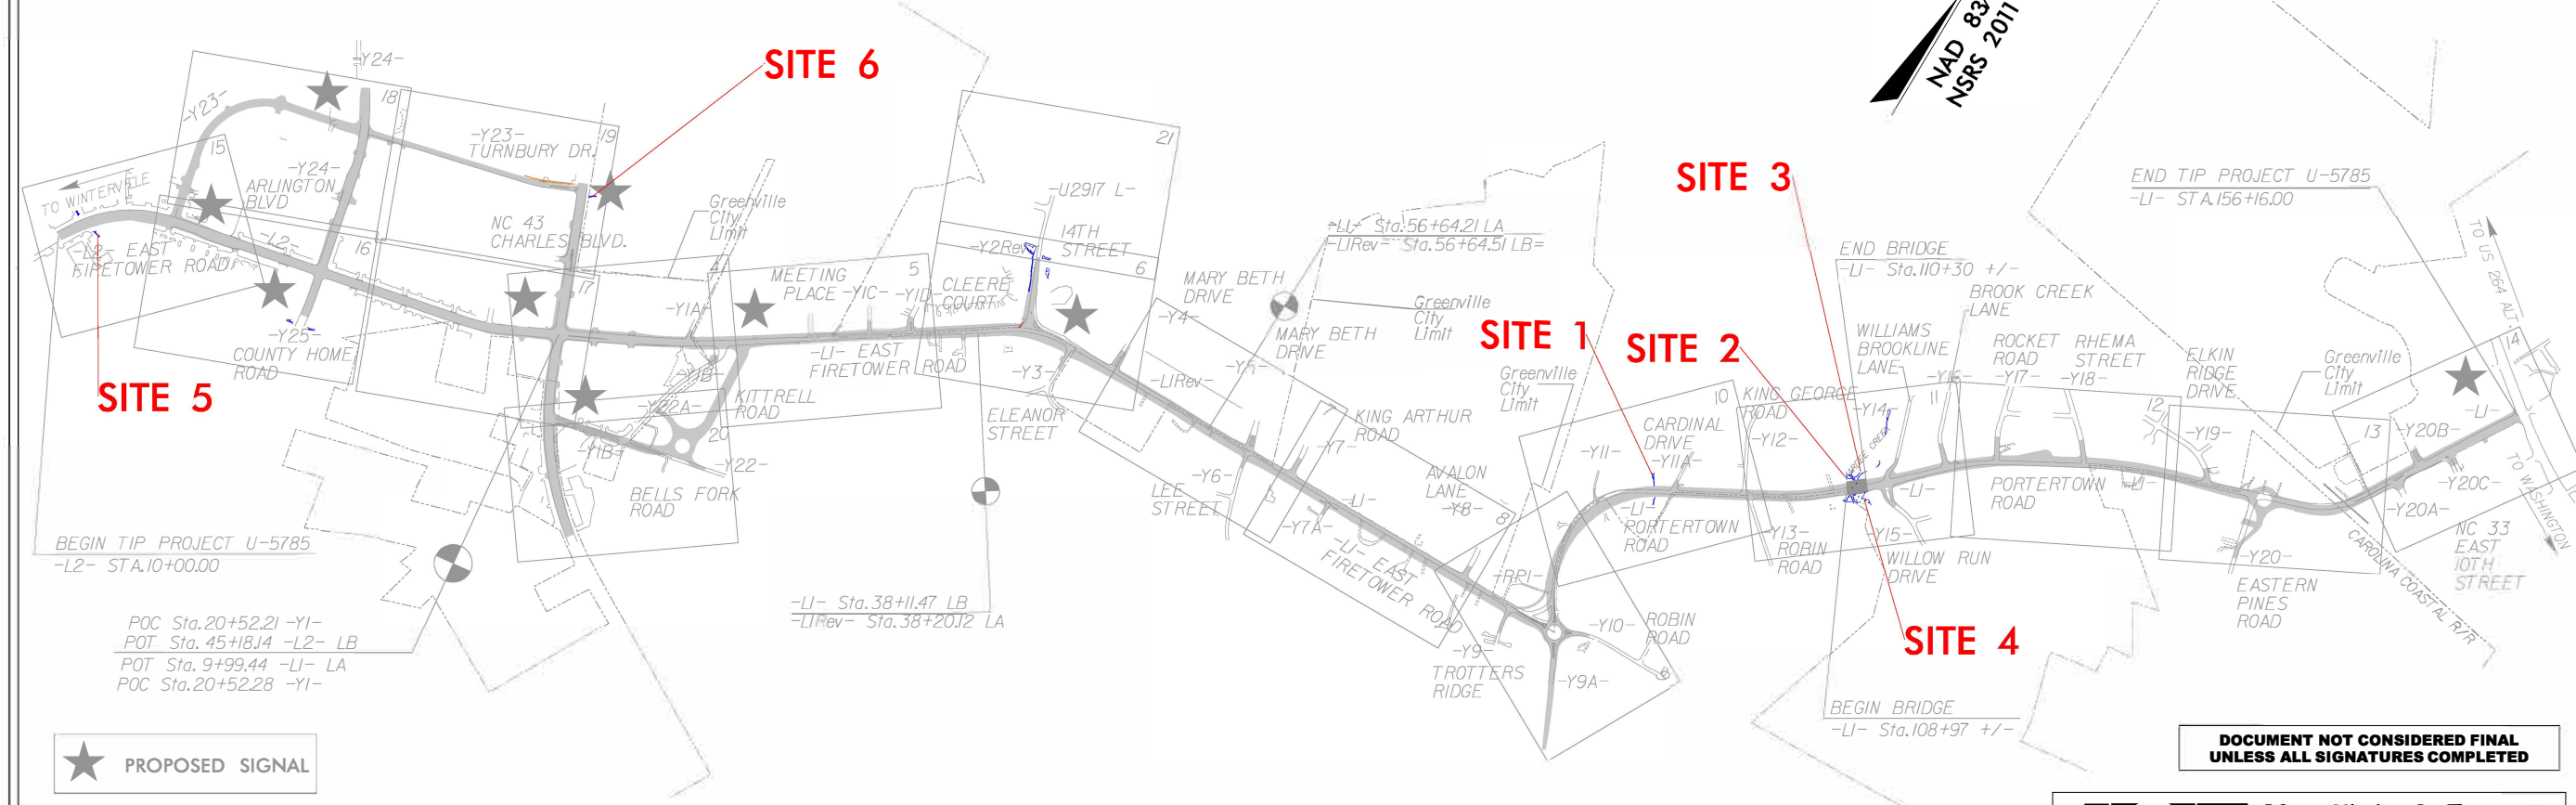 NAD 83/
NSRS 2011
SITE 6
-Y24-
-Y23-
18
19
-Y23-
TURNBURY DR.
15
-Y24-
ARLINGTON
BLVD
TO WINTERVILLE
-L2-
16
-L2- EAST
FIRETOWER ROAD
NC 43
CHARLES BLVD.
Greenville
City
Limit
17
-Y25-
COUNTY HOME
ROAD
SITE 5
4
-Y1A-
MEETING
PLACE -Y1C-
5
-Y1D-
CLEERE
COURT
21
-U2917 L-
14TH
STREET
-Y2Rev-
6
-L1- EAST
FIRETOWER ROAD
-Y1B-
KITTRELL
ROAD
-Y22A-
20
-Y1B-
-Y22-
BELLS FORK
ROAD
-Y3-
ELEANOR
STREET
MARY BETH
DRIVE
-Y4-
-L1- Sta.56+64.21 LA
-L1Rev- Sta.56+64.51 LB=
MARY BETH
DRIVE
Greenville
City
Limit
-Y5-
-L1Rev-
7
KING ARTHUR
ROAD
-Y7-
-Y6-
LEE
STREET
-Y7A-
-L1-
AVALON
LANE
-Y8-
8
-L1- EAST
FIRETOWER ROAD
Greenville
City
Limit
SITE 1
SITE 2
SITE 3
10
KING GEORGE
ROAD
CARDINAL
DRIVE
-Y11-
-Y11A-
-Y12-
-L1-
PORTERTOWN
ROAD
-Y13-
ROBIN
ROAD
-RP1-
-Y10-
ROBIN
ROAD
-Y9-
TROTTERS
RIDGE
-Y9A-
END BRIDGE
-L1- Sta.110+30 +/-
BROOK CREEK
LANE
WILLIAMS
BROOKLINE
LANE
-Y14-
-Y16-
11
ROCKET
ROAD
-Y17-
RHEMA
STREET
-Y18-
-L1-
-Y15-
WILLOW RUN
DRIVE
PORTERTOWN
ROAD
-L1-
SITE 4
BEGIN BRIDGE
-L1- Sta.108+97 +/-
END TIP PROJECT U-5785
-L1- STA.156+16.00
ELKIN
RIDGE
DRIVE
12
-Y19-
Greenville
City
Limit
13
TO US 264 ALT.
14
-L1-
-Y20B-
-Y20C-
-Y20A-
TO WASHINGTON
NC 33
EAST
10TH
STREET
-Y20-
EASTERN
PINES
ROAD
CAROLINA COASTAL R/R
BEGIN TIP PROJECT U-5785
-L2- STA.10+00.00
POC Sta.20+52.21 -Y1-
POT Sta. 45+18.14 -L2- LB
POT Sta. 9+99.44 -L1- LA
POC Sta.20+52.28 -Y1-
-L1- Sta.38+11.47 LB
-L1Rev- Sta.38+20.12 LA
PROPOSED SIGNAL
DOCUMENT NOT CONSIDERED FINAL
UNLESS ALL SIGNATURES COMPLETED